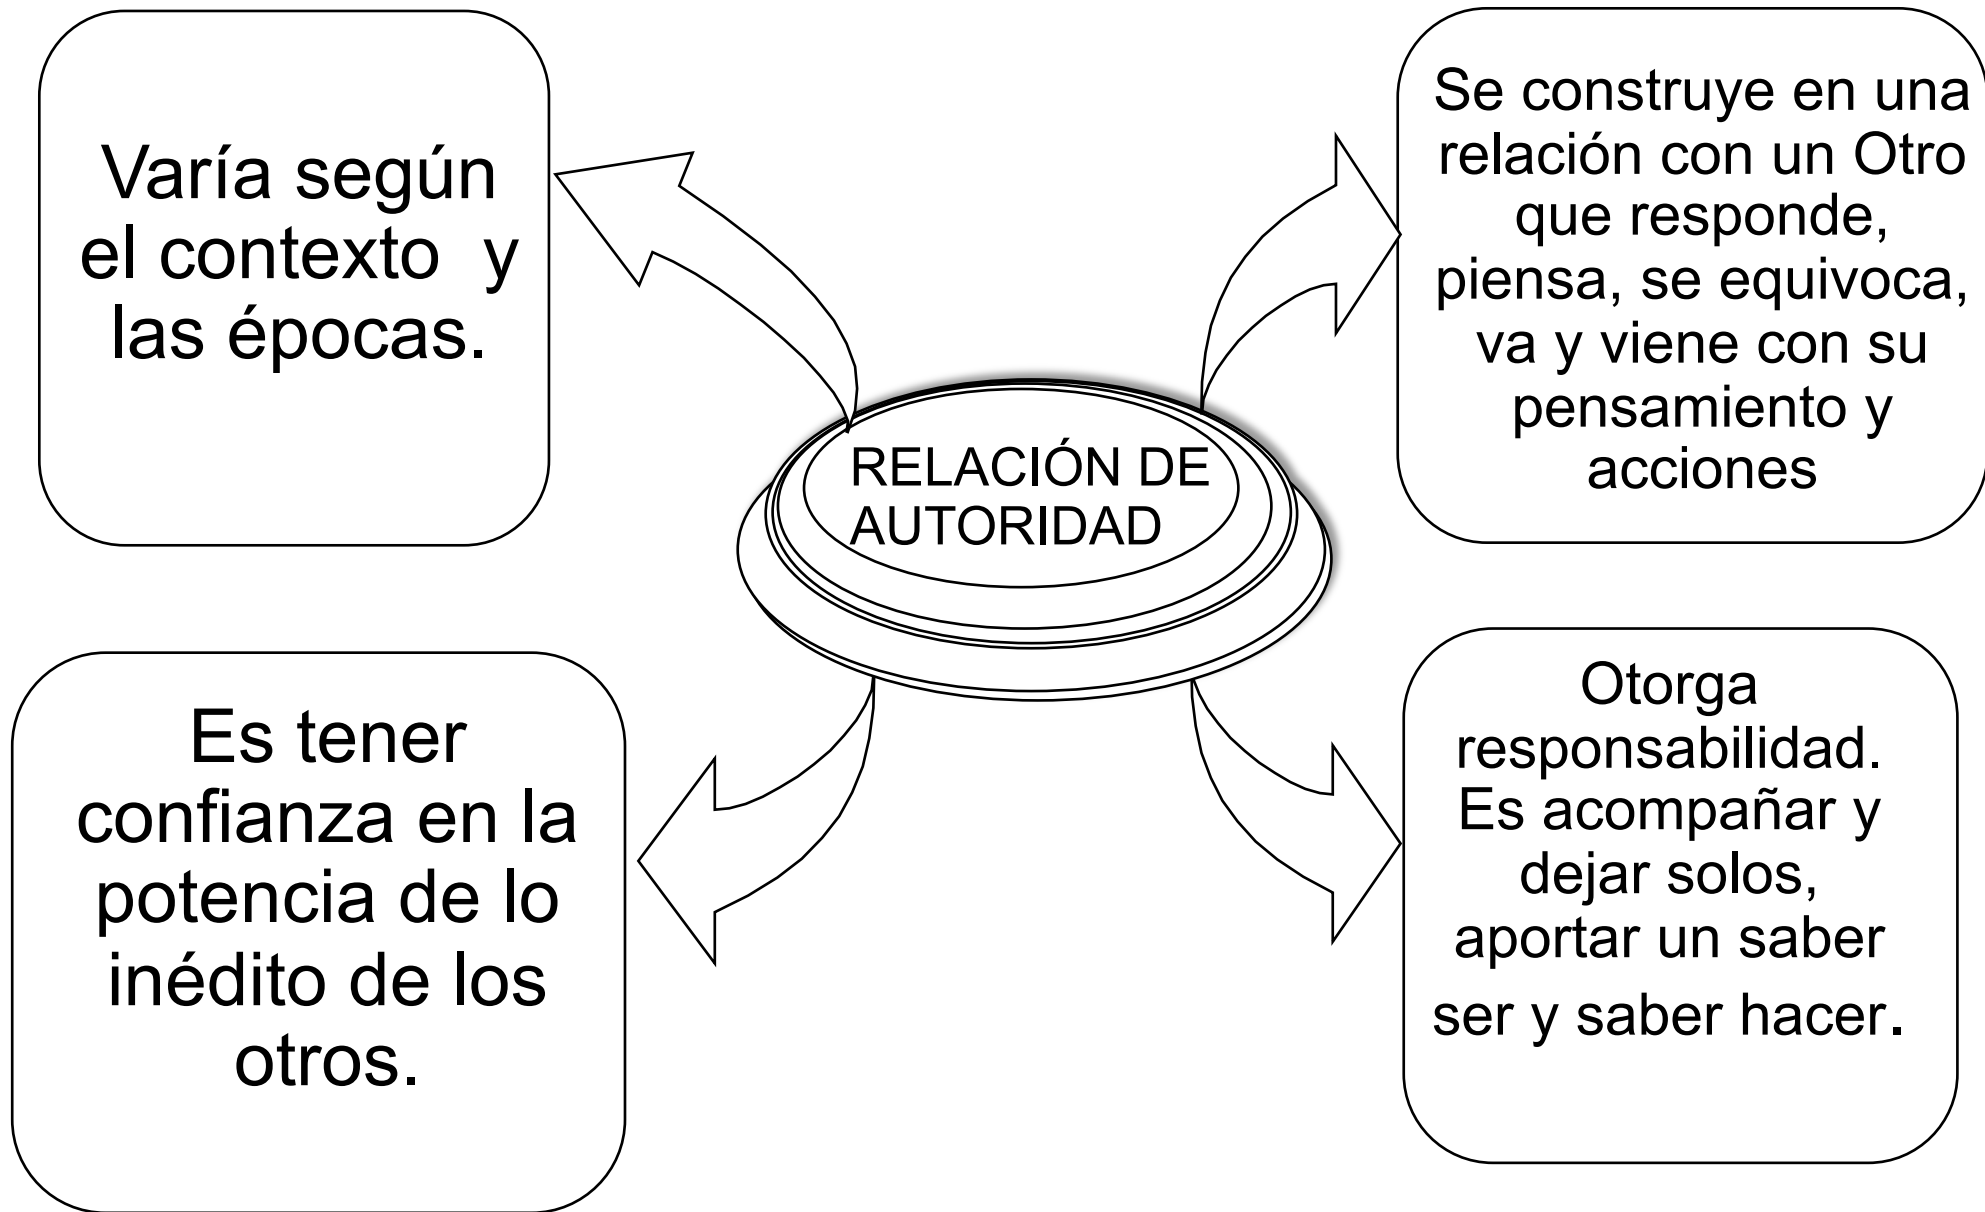 Varía según
el contexto  y
las épocas.
Se construye en una
relación con un Otro
que responde,
piensa, se equivoca,
va y viene con su
pensamiento y
acciones
RELACIÓN DE
AUTORIDAD
Es tener
confianza en la
potencia de lo
inédito de los
otros.
Otorga
responsabilidad.
Es acompañar y
dejar solos,
aportar un saber
ser y saber hacer.